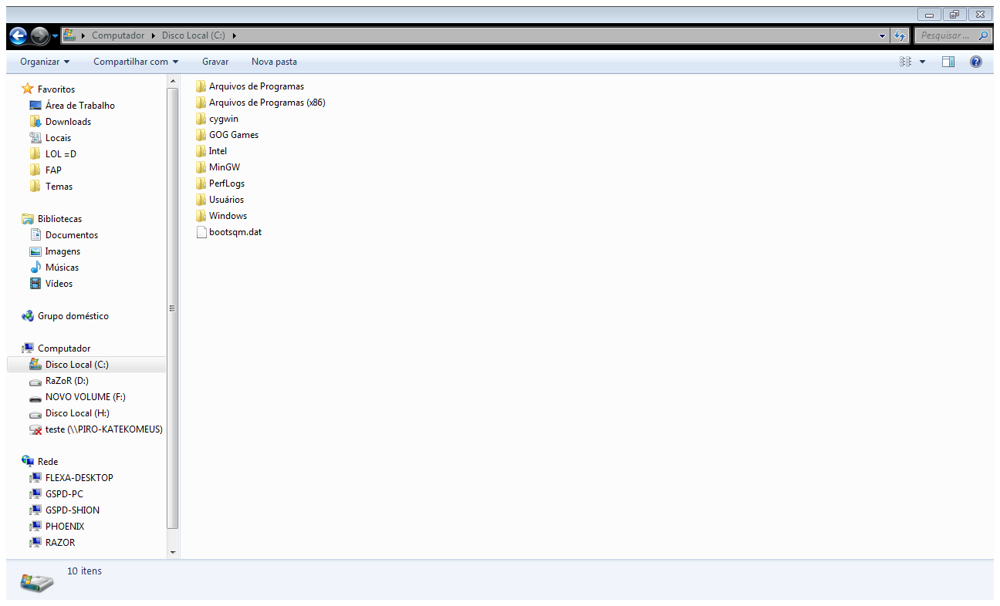 Computador Disco Local (C:)
Pesquisar ...
Organizar Compartilhar com Gravar Nova pasta
Favoritos
Área de Trabalho
Downloads
Locais
LOL =D
FAP
Temas
Bibliotecas
Documentos
Imagens
Músicas
Vídeos
Grupo doméstico
Computador
Disco Local (C:)
RaZoR (D:)
NOVO VOLUME (F:)
Disco Local (H:)
teste (\\PIRO-KATEKOMEUS)
Rede
FLEXA-DESKTOP
GSPD-PC
GSPD-SHION
PHOENIX
RAZOR
Arquivos de Programas
Arquivos de Programas (x86)
cygwin
GOG Games
Intel
MinGW
PerfLogs
Usuários
Windows
bootsqm.dat
10 itens